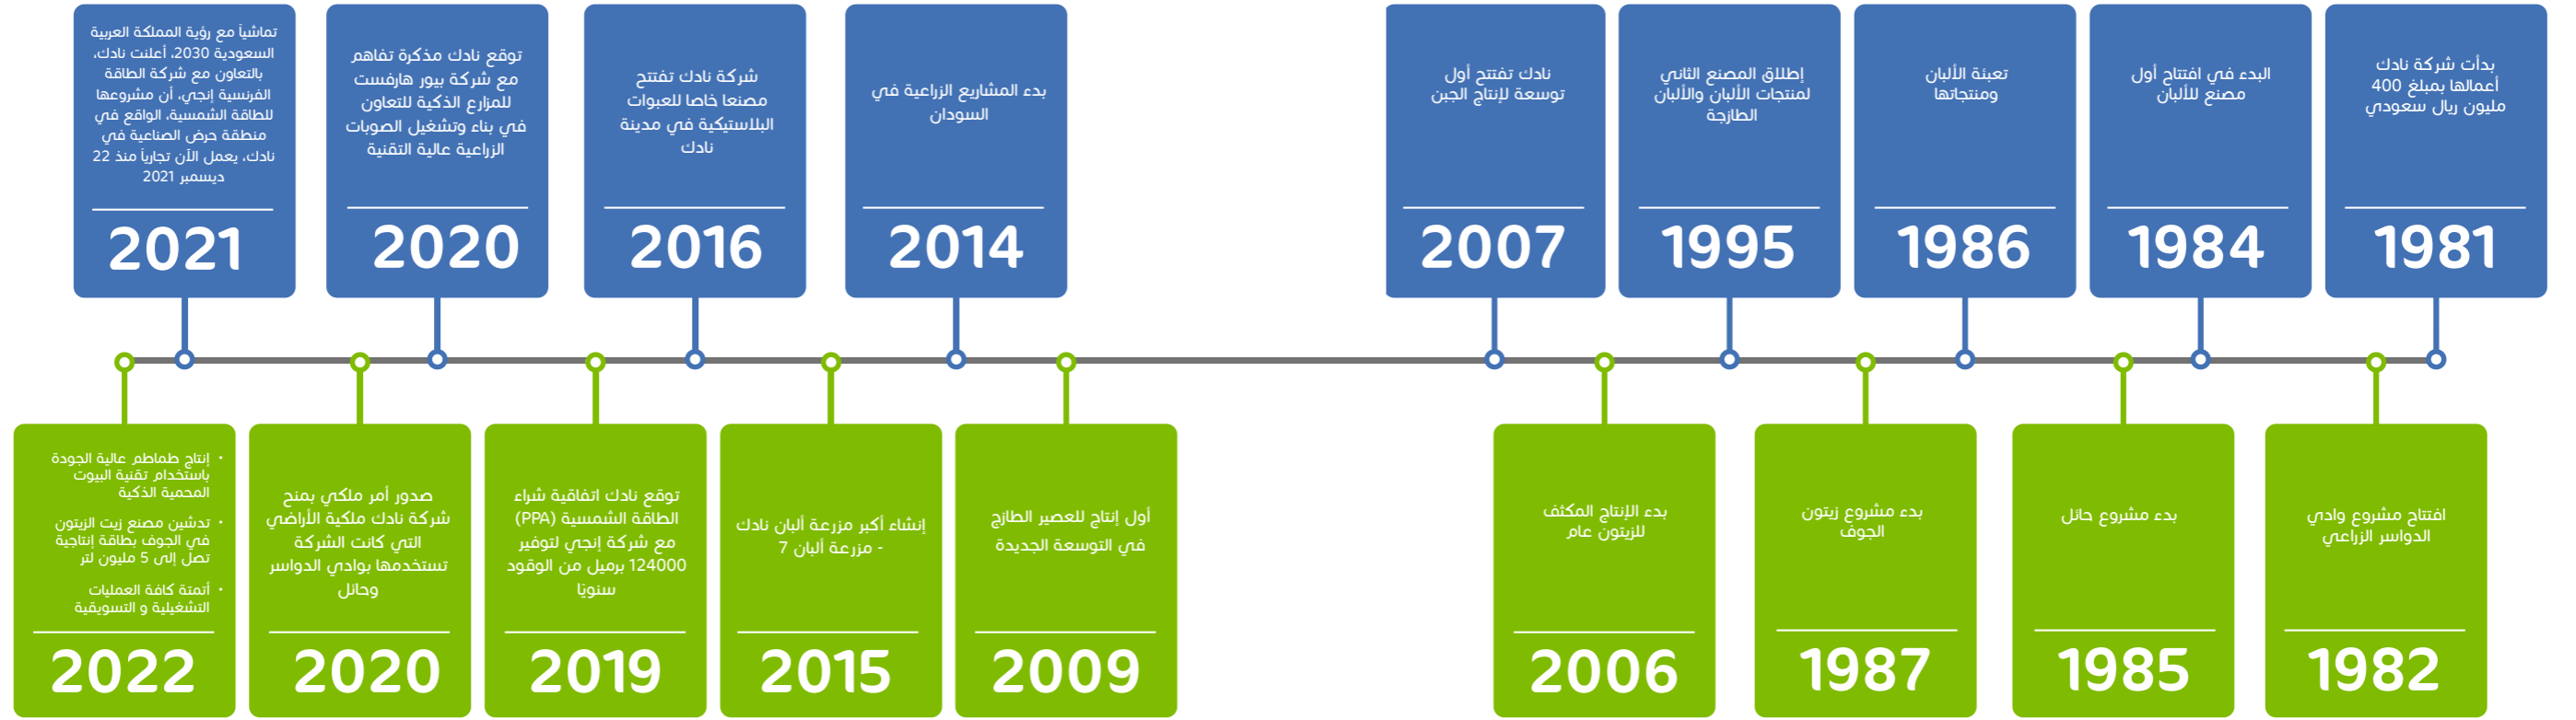 بدأت شركة نادك
أعمالها بمبلغ 400
مليون ريال سعودي
1981
البدء في افتتاح أول
مصنع للألبان
1984
تعبئة الألبان
ومنتجاتها
1986
إطلاق المصنع الثاني
لمنتجات الألبان والألبان
الطازجة
1995
نادك تفتتح أول
توسعة لإنتاج الجبن
2007
بدء المشاريع الزراعية في
السودان
2014
شركة نادك تفتتح
مصنعا خاصا للعبوات
البلاستيكية في مدينة
نادك
2016
توقع نادك مذكرة تفاهم
مع شركة بيور هارفست
للمزارع الذكية للتعاون
في بناء وتشغيل الصوبات
الزراعية عالية التقنية
2020
تماشياً مع رؤية المملكة العربية
السعودية 2030، أعلنت نادك،
بالتعاون مع شركة الطاقة
الفرنسية إنجي، أن مشروعها
للطاقة الشمسية، الواقع في
منطقة حرض الصناعية في
نادك، يعمل الآن تجارياً منذ 22
ديسمبر 2021
2021
افتتاح مشروع وادي
الدواسر الزراعي
1982
بدء مشروع حائل
1985
بدء مشروع زيتون
الجوف
1987
بدء الإنتاج المكثف
للزيتون عام
2006
أول إنتاج للعصير الطازج
في التوسعة الجديدة
2009
إنشاء أكبر مزرعة ألبان نادك
- مزرعة ألبان 7
2015
توقع نادك اتفاقية شراء
الطاقة الشمسية (PPA)
مع شركة إنجي لتوفير
124000 برميل من الوقود
سنويًا
2019
صدور أمر ملكي بمنح
شركة نادك ملكية الأراضي
التي كانت الشركة
تستخدمها بوادي الدواسر
وحائل
2020
• إنتاج طماطم عالية الجودة
باستخدام تقنية البيوت
المحمية الذكية
• تدشين مصنع زيت الزيتون
في الجوف بطاقة إنتاجية
تصل إلى 5 مليون لتر
• أتمتة كافة العمليات
التشغيلية و التسويقية
2022